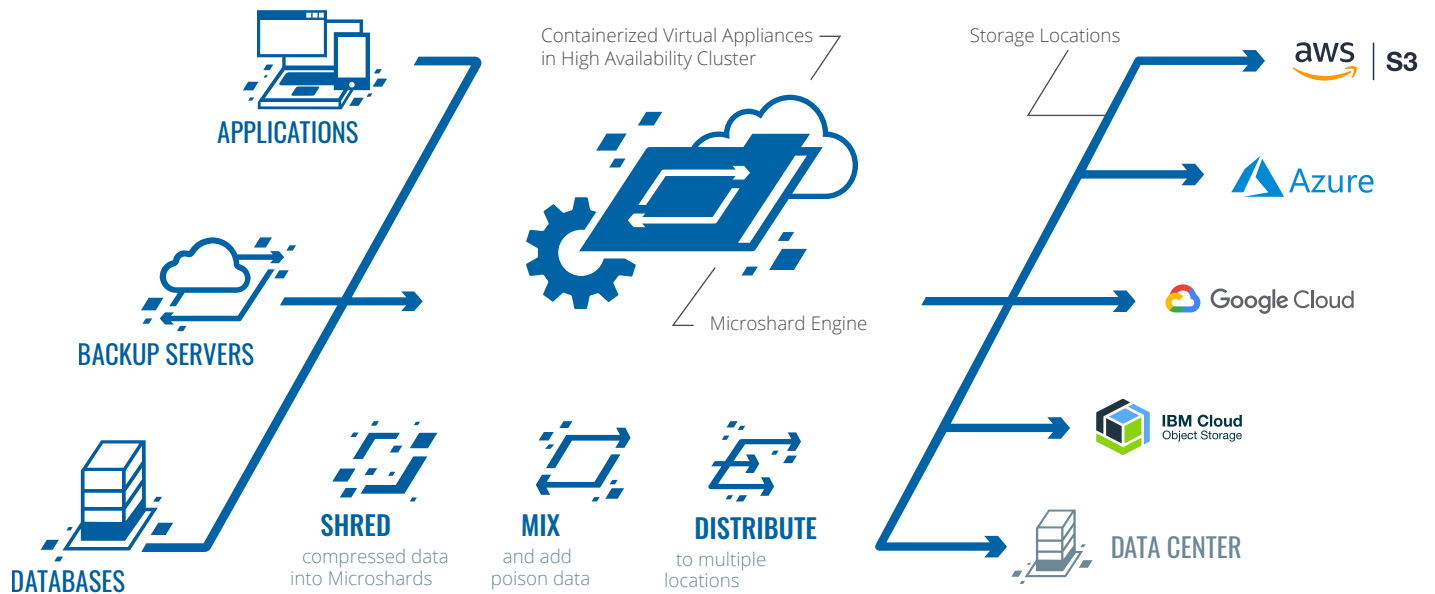 APPLICATIONS
BACKUP SERVERS
DATABASES
Containerized Virtual Appliances
in High Availability Cluster
Microshard Engine
SHRED
compressed data
into Microshards
MIX
and add
poison data
DISTRIBUTE
to multiple
locations
Storage Locations
aws | S3
Azure
Google Cloud
IBM Cloud
Object Storage
DATA CENTER